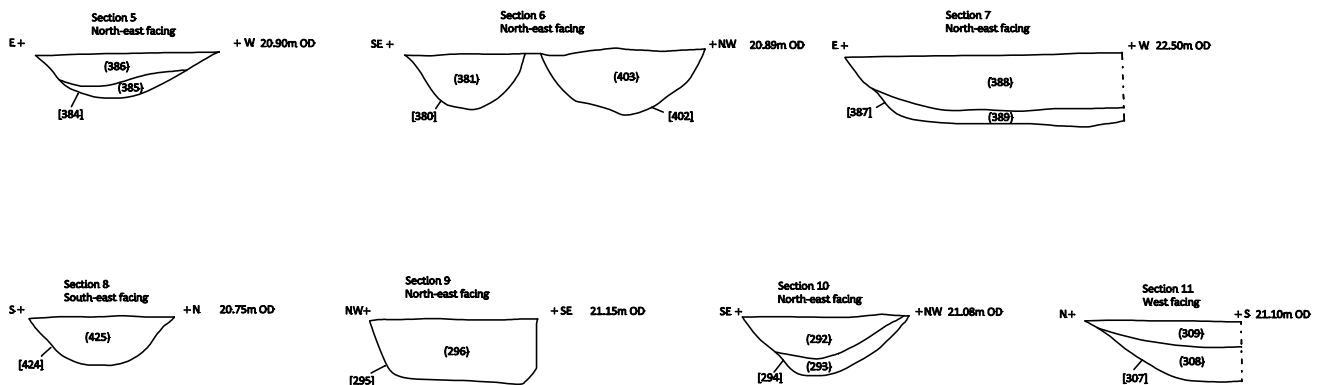 Section 5
North-east facing
E + + W 20.90m OD
(386)
(385)
[384]
Section 6
North-east facing
SE + +NW 20.89m OD
(381)
(403)
[380]
[402]
Section 7
North-east facing
E + + W 22.50m OD
(388)
[387]
(389)
Section 8
South-east facing
S+ +N 20.75m OD
(425)
[424]
Section 9
North-east facing
NW+ + SE 21.15m OD
(296)
[295]
Section 10
North-east facing
SE + +NW 21.08m OD
(292)
(293)
[294]
Section 11
West facing
N+ +S 21.10m OD
(309)
(308)
[307]